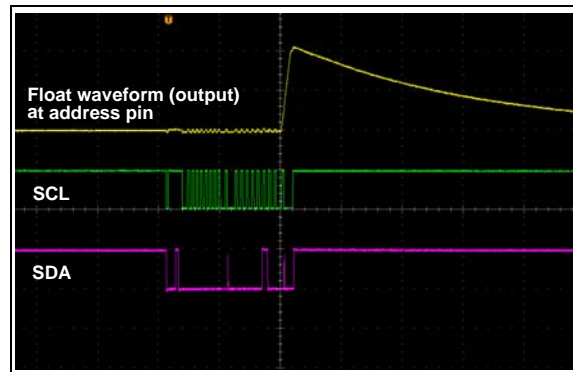 T
Float waveform (output)
at address pin
SCL
SDA